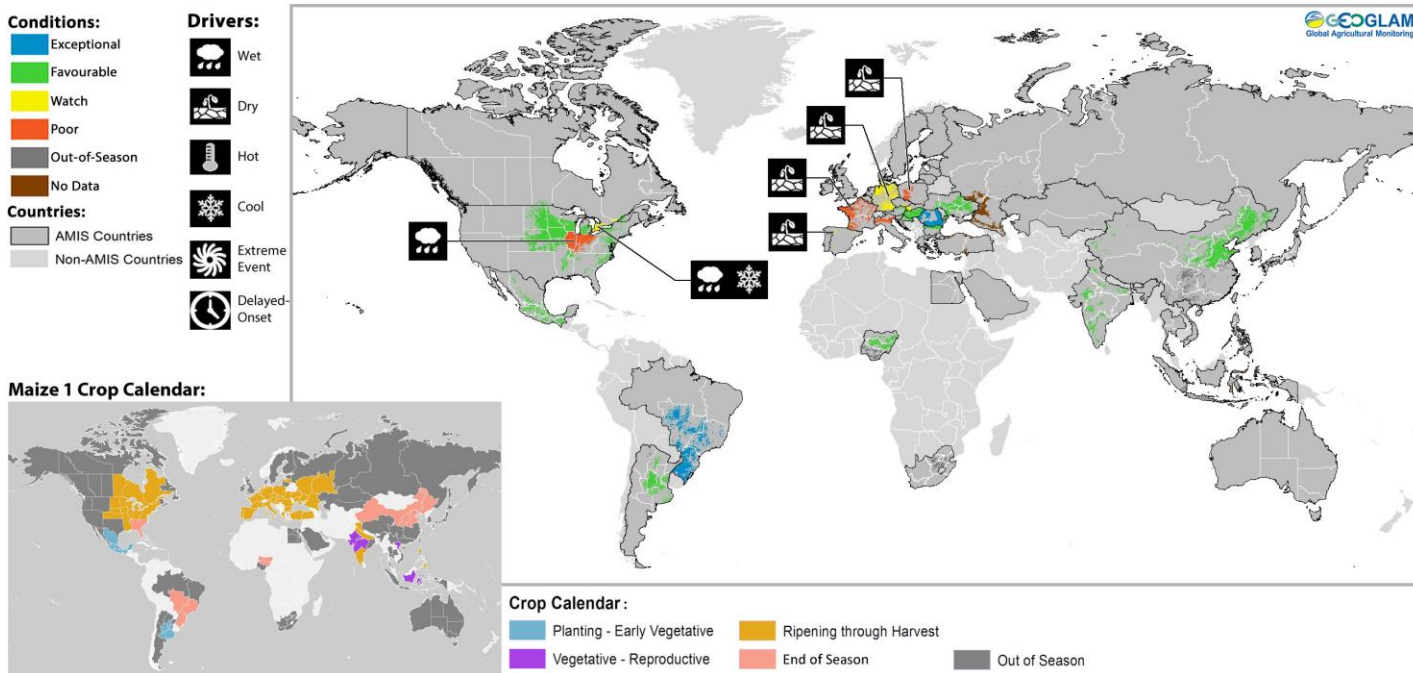 Conditions:
Exceptional
Favourable
Watch
Poor
Out-of-Season
No Data
Countries:
AMIS Countries
Non-AMIS Countries
Drivers:
Wet
Dry
Hot
Cool
Extreme
Event
Delayed-
Onset
GEOGLAM
Global Agricultural Monitoring
Maize 1 Crop Calendar:
Crop Calendar :
Planting - Early Vegetative
Vegetative - Reproductive
Ripening through Harvest
End of Season
Out of Season